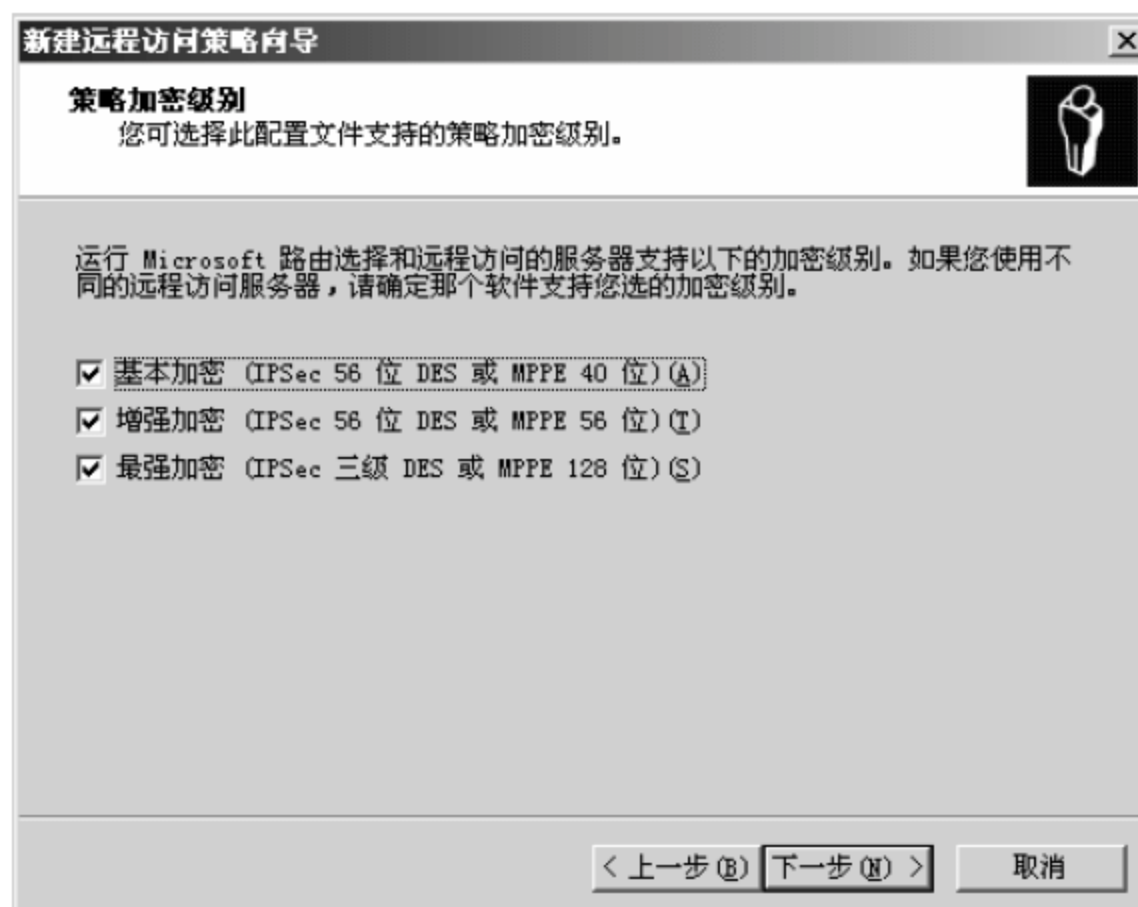 新建远程访问策略向导
策略加密级别
您可选择此配置文件支持的策略加密级别。
运行 Microsoft 路由选择和远程访问的服务器支持以下的加密级别。如果您使用不
同的远程访问服务器,请确定那个软件支持您选的加密级别。
基本加密 (IPSec 56 位 DES 或 MPPE 40 位)(A)
增强加密 (IPSec 56 位 DES 或 MPPE 56 位)(T)
最强加密 (IPSec 三级 DES 或 MPPE 128 位)(S)
< 上一步(B) 下一步(N) > 取消